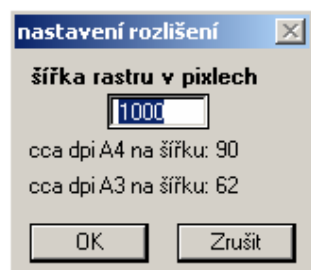 nastavení rozlišení
šířka rastru v pixlech
1000
cca dpi A4 na šířku: 90
cca dpi A3 na šířku: 62
OK Zrušit